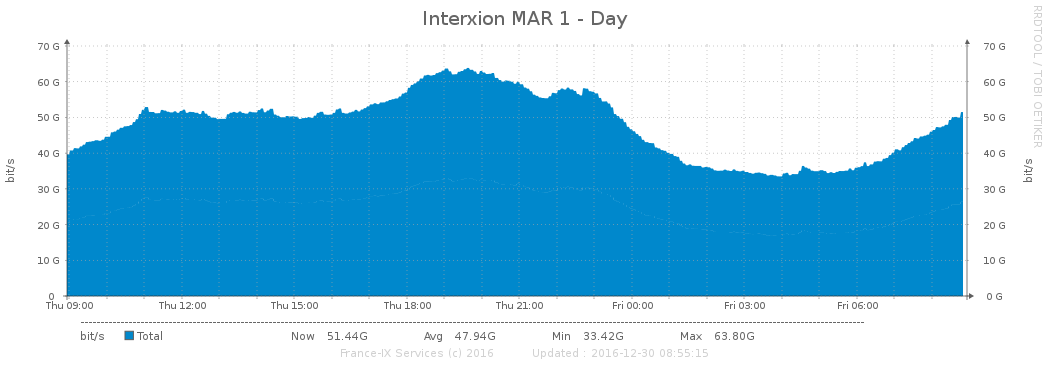 Interxion MAR 1 - Day
RRDTOOL / TOBI OETIKER
70 G 70 G
60 G 60 G
50 G 50 G
40 G 40 G
bit/s bit/s
30 G 30 G
20 G 20 G
10 G 10 G
0 0 G
Thu 09:00 Thu 12:00 Thu 15:00 Thu 18:00 Thu 21:00 Fri 00:00 Fri 03:00 Fri 06:00
bit/s Total Now 51.44G Avg 47.94G Min 33.42G Max 63.80G
France-IX Services (c) 2016 Updated : 2016-12-30 08:55:15